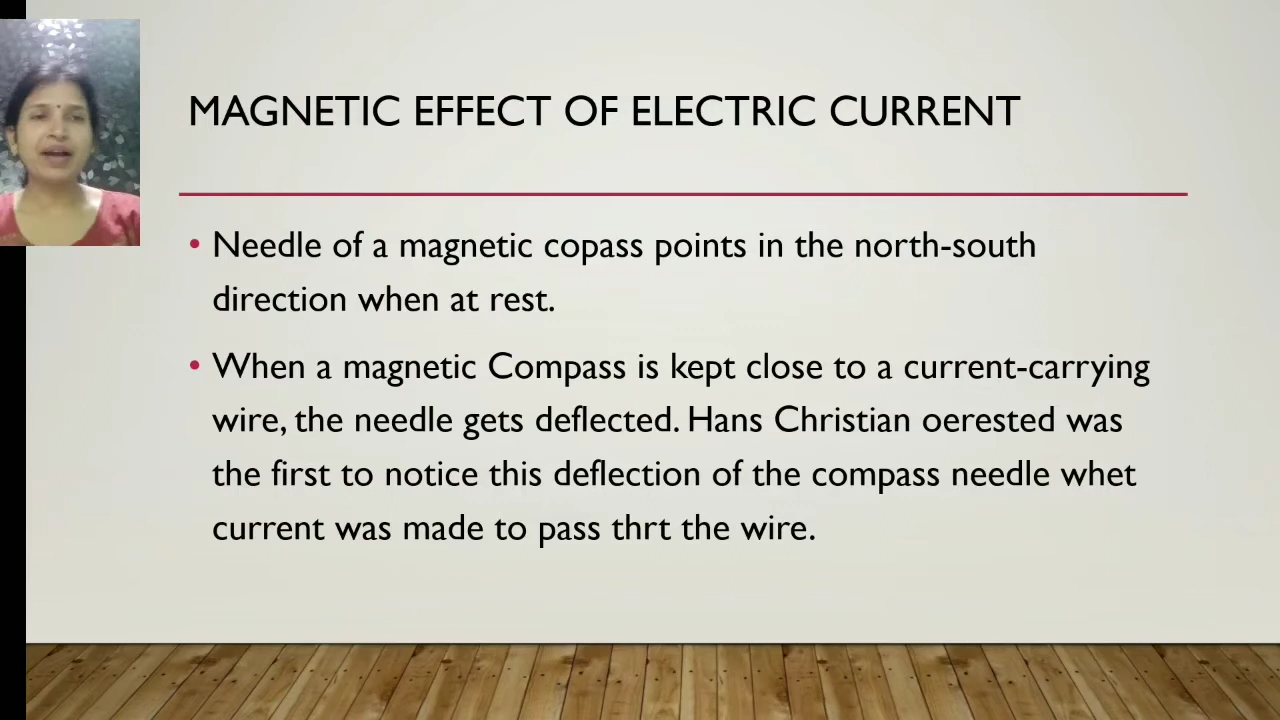 MAGNETIC EFFECT OF ELECTRIC CURRENT
• Needle of a magnetic copass points in the north-south
direction when at rest.
• When a magnetic Compass is kept close to a current-carrying
wire, the needle gets deflected. Hans Christian oerested was
the first to notice this deflection of the compass needle whet
current was made to pass thrt the wire.